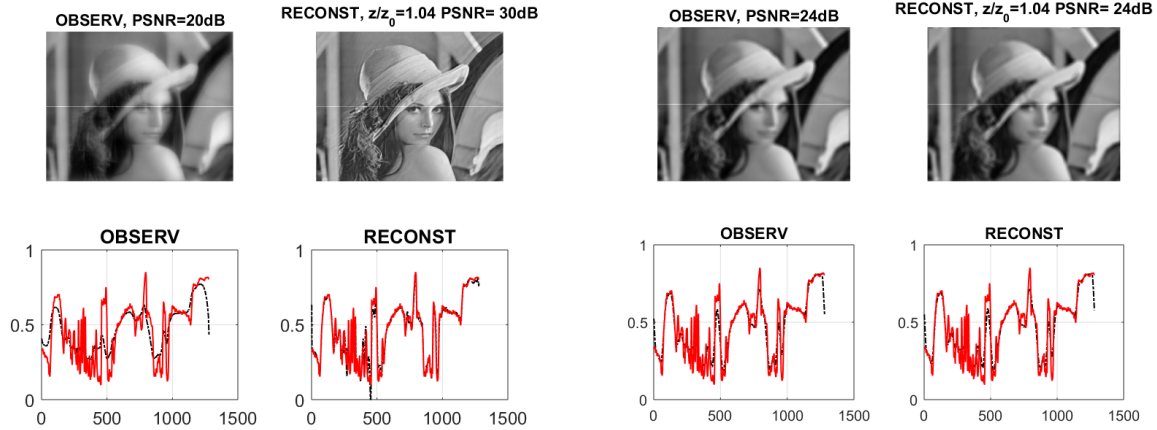 OBSERV, PSNR=20dB
RECONST, z/z0=1.04 PSNR= 30dB
OBSERV, PSNR=24dB
RECONST, z/z0=1.04 PSNR= 24dB
OBSERV
RECONST
OBSERV
RECONST
1
0.5
0
0 500 1000 1500
1
0.5
0
0 500 1000 1500
1
0.5
0
0 500 1000 1500
1
0.5
0
0 500 1000 1500